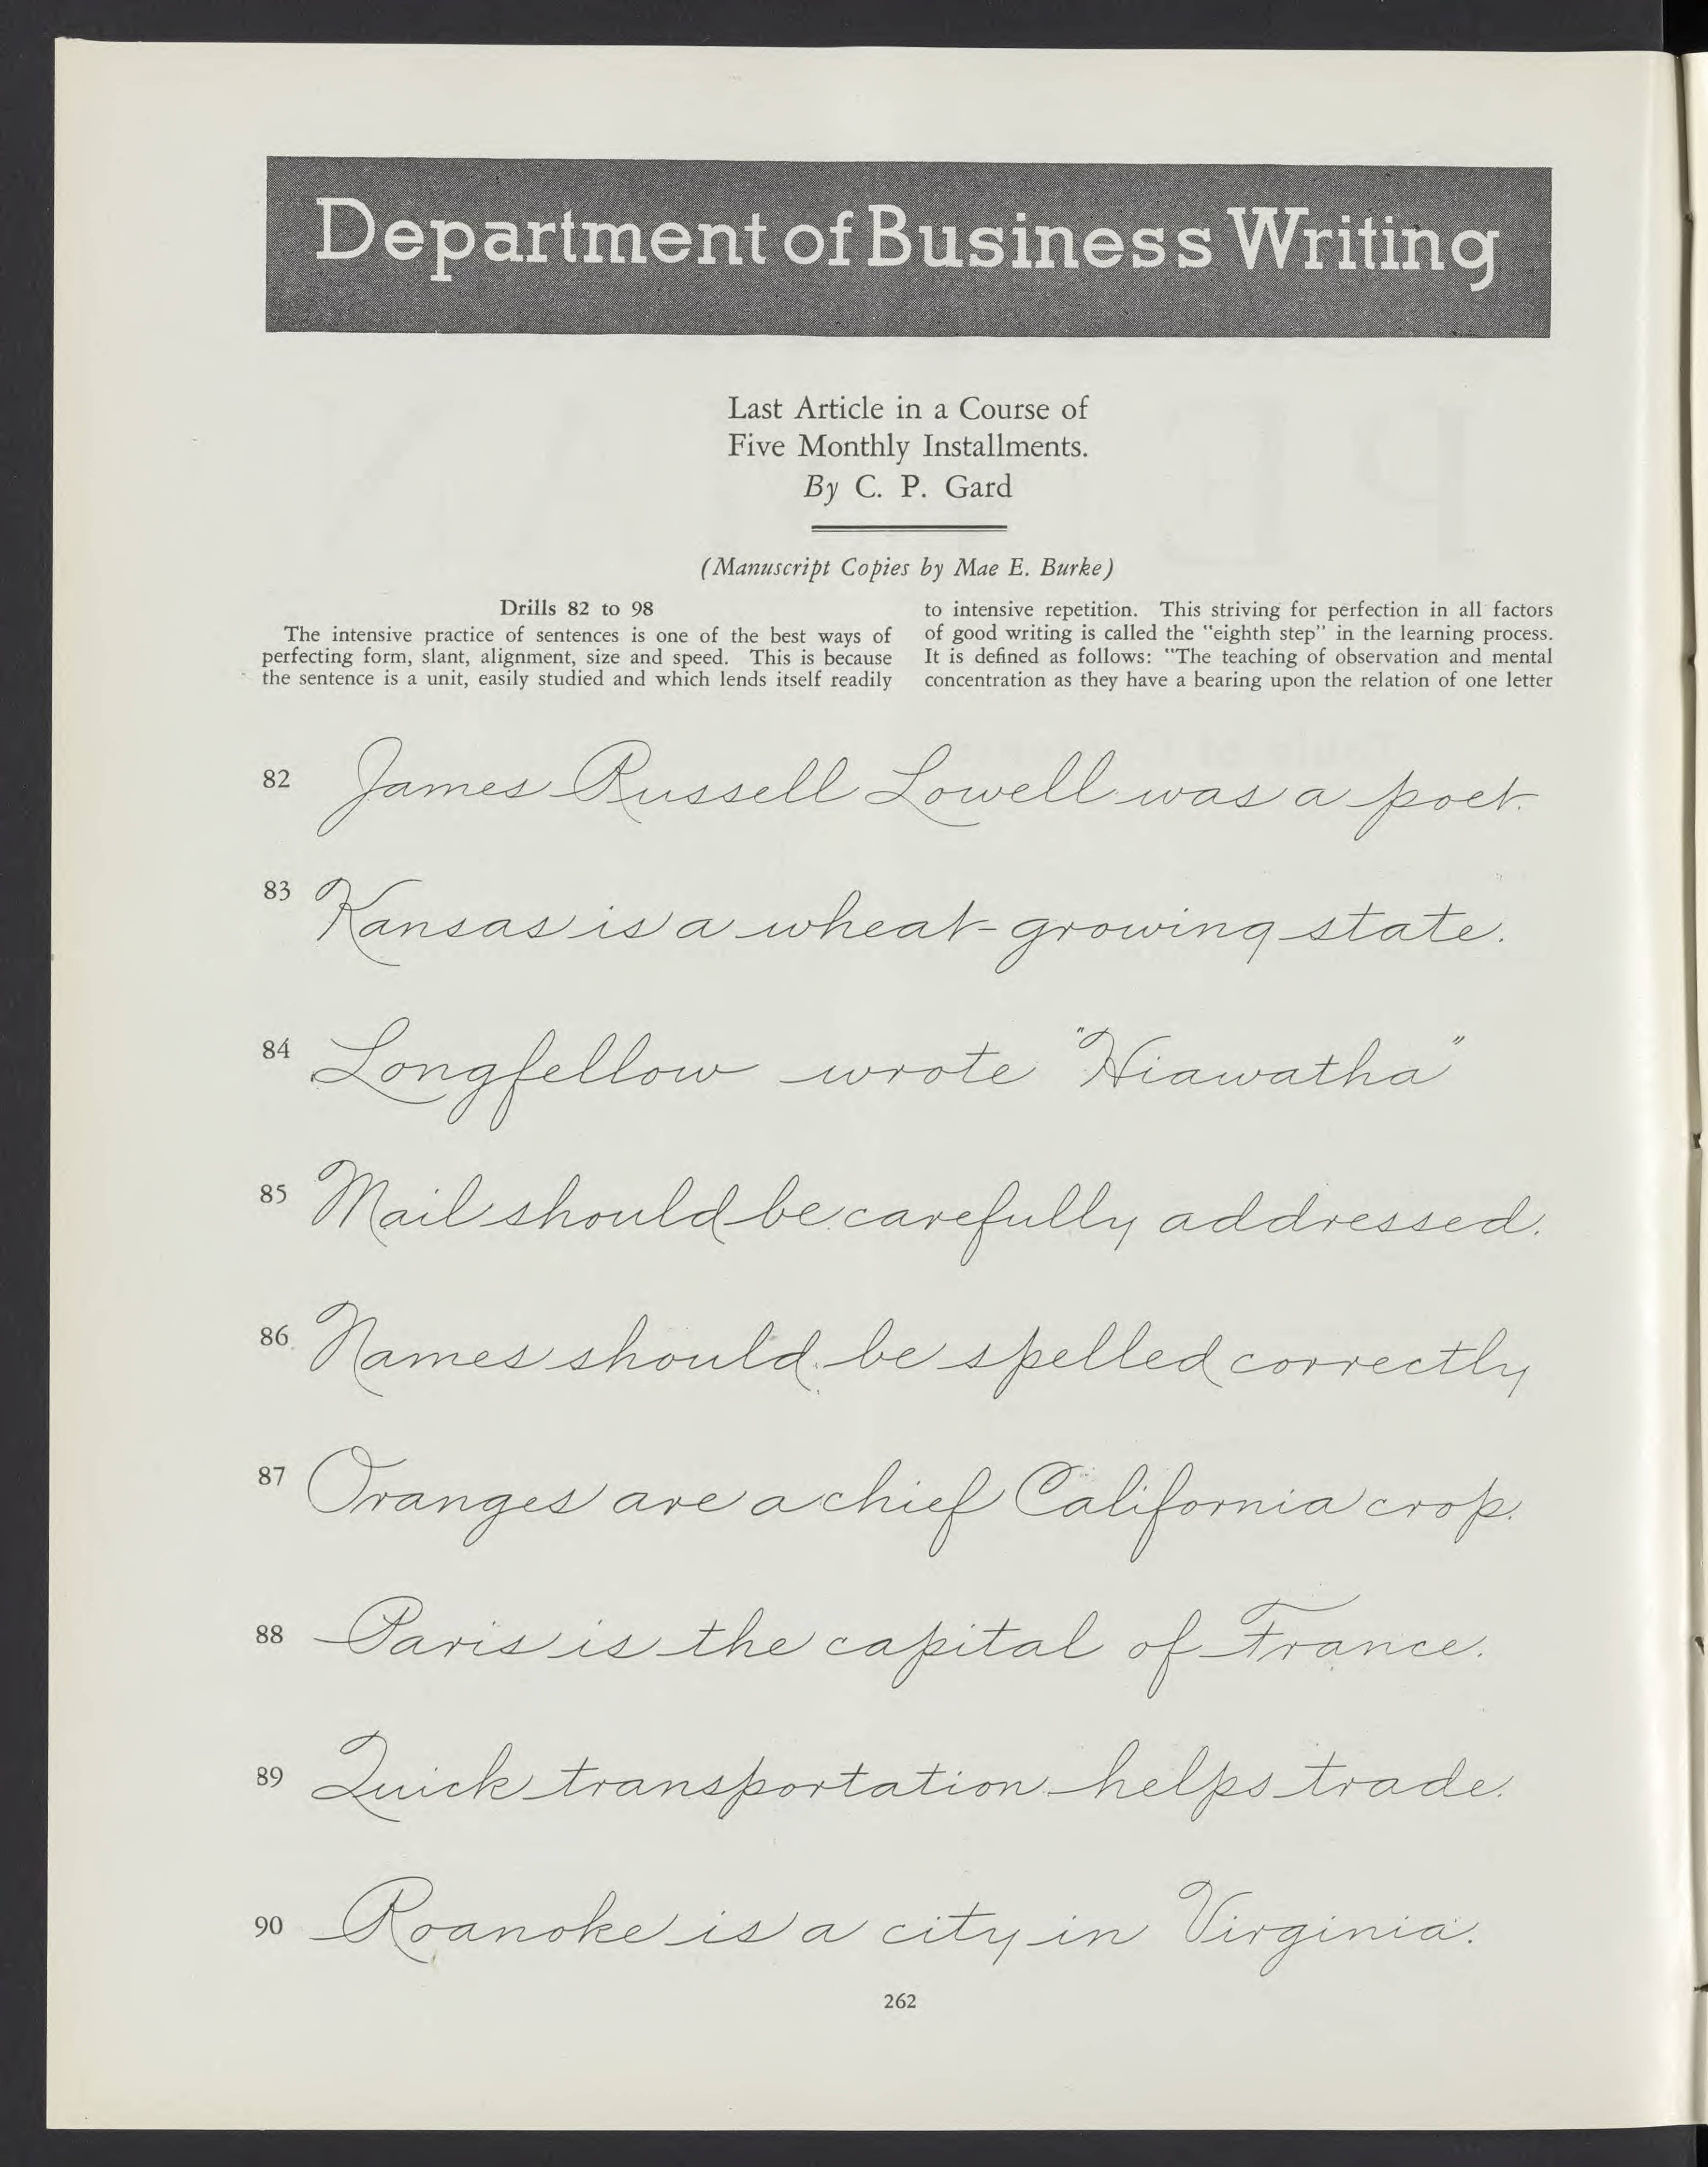 Department of Business Writing
Last Article in a Course of
Five Monthly Installments.
By C. P. Gard
(Manuscript Copies by Mae E. Burke)
Drills 82 to 98
The intensive practice of sentences is one of the best ways of
perfecting form, slant, alignment, size and speed. This is because
the sentence is a unit, easily studied and which lends itself readily
to intensive repetition. This striving for perfection in all factors
of good writing is called the "eighth step" in the learning process.
It is defined as follows: "The teaching of observation and mental
concentration as they have a bearing upon the relation of one letter
82 James Russell Lowell was a poet.
83 Kansas is a wheat-growing state.
84 Longfellow wrote "Hiawatha"
85 Mail should be carefully addressed.
86 Names should be spelled correctly
87 Oranges are a chief California crop.
88 Paris is the capital of France.
89 Quick transportation helps trade.
90 Roanoke is a city in Virginia.
262